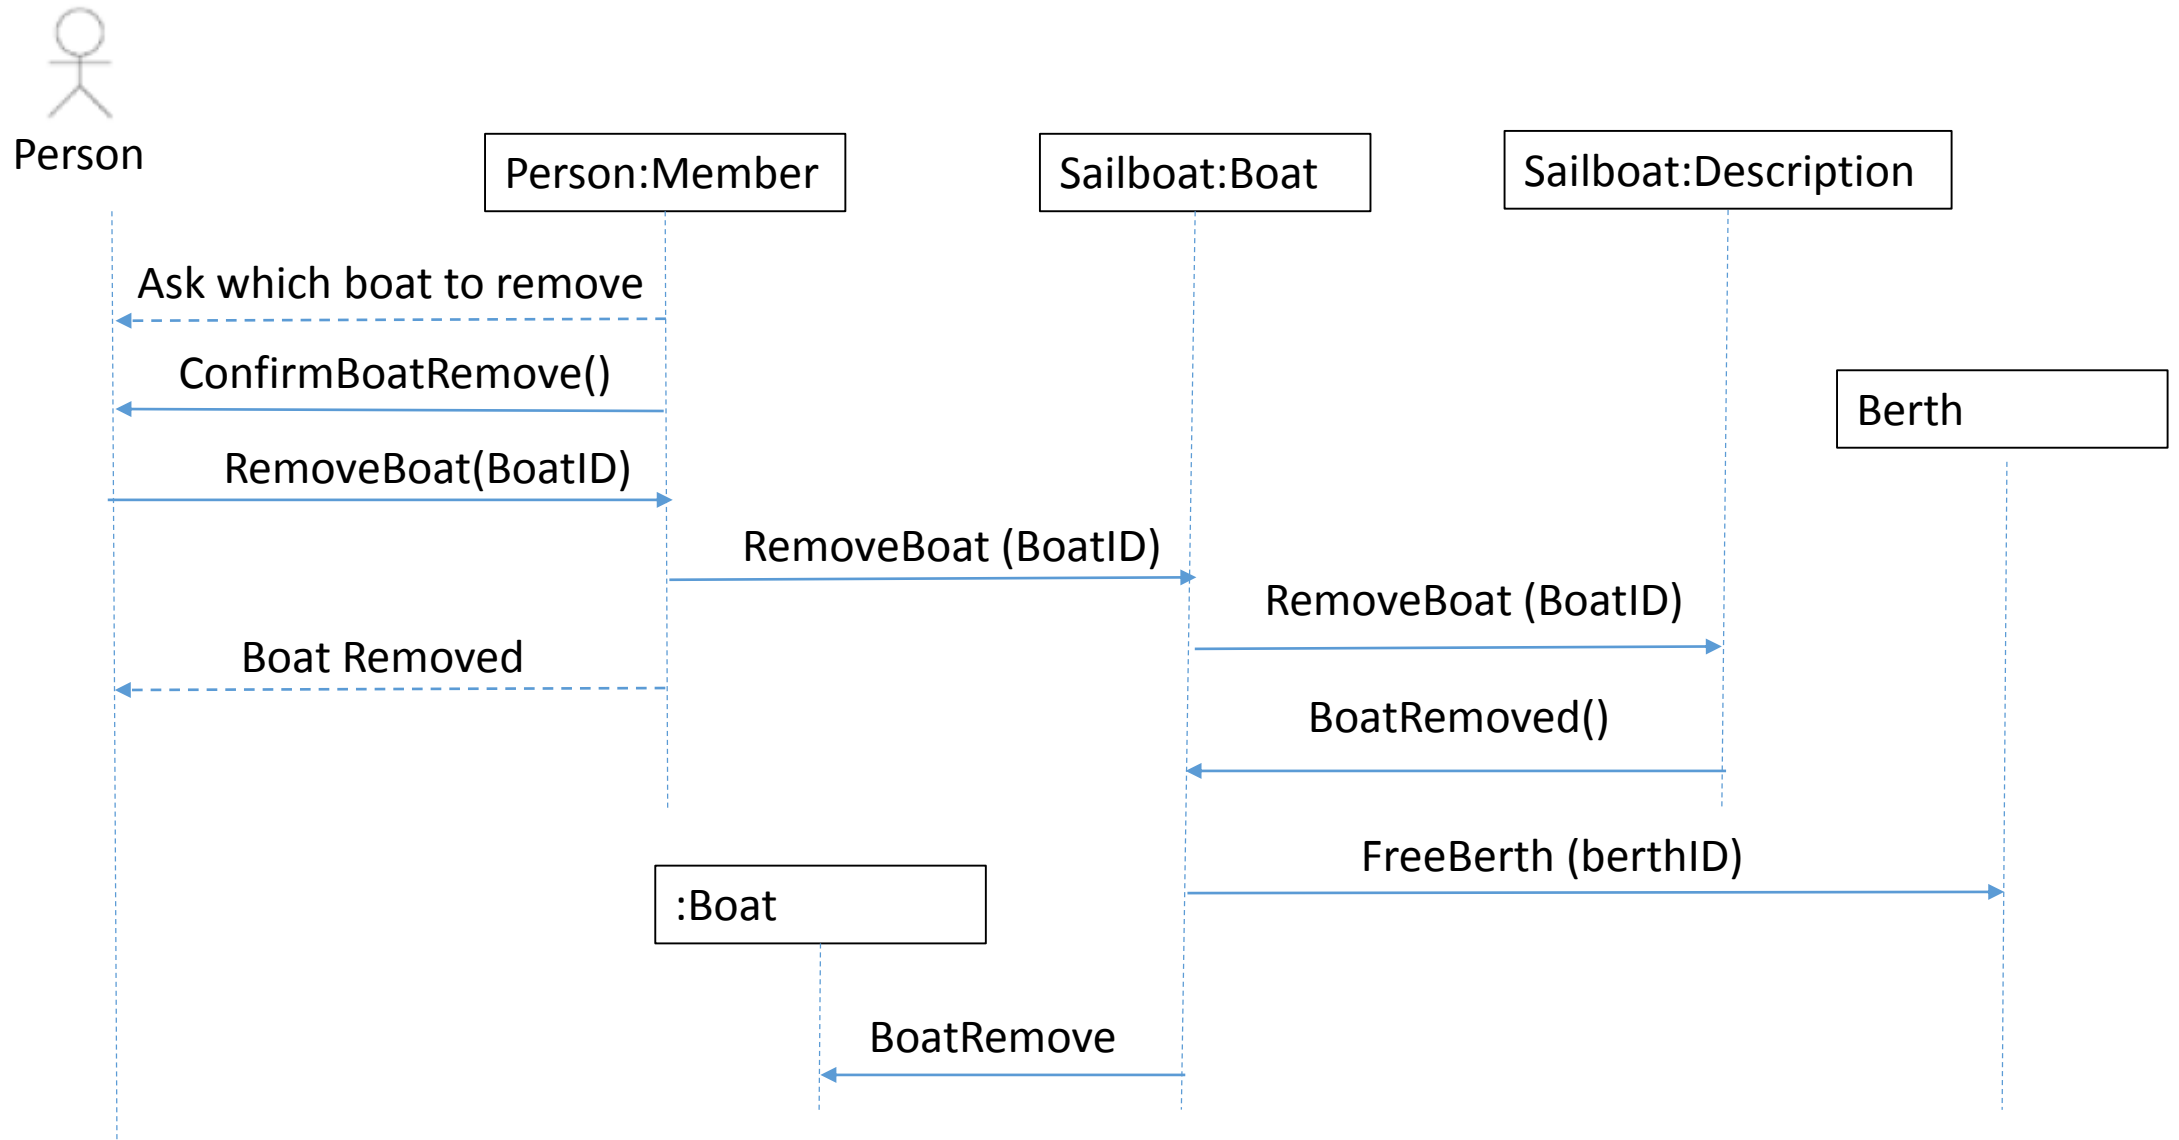 Person
Person:Member
Sailboat:Boat
Sailboat:Description
Ask which boat to remove
ConfirmBoatRemove()
Berth
RemoveBoat(BoatID)
RemoveBoat (BoatID)
RemoveBoat (BoatID)
Boat Removed
BoatRemoved()
FreeBerth (berthID)
:Boat
BoatRemove